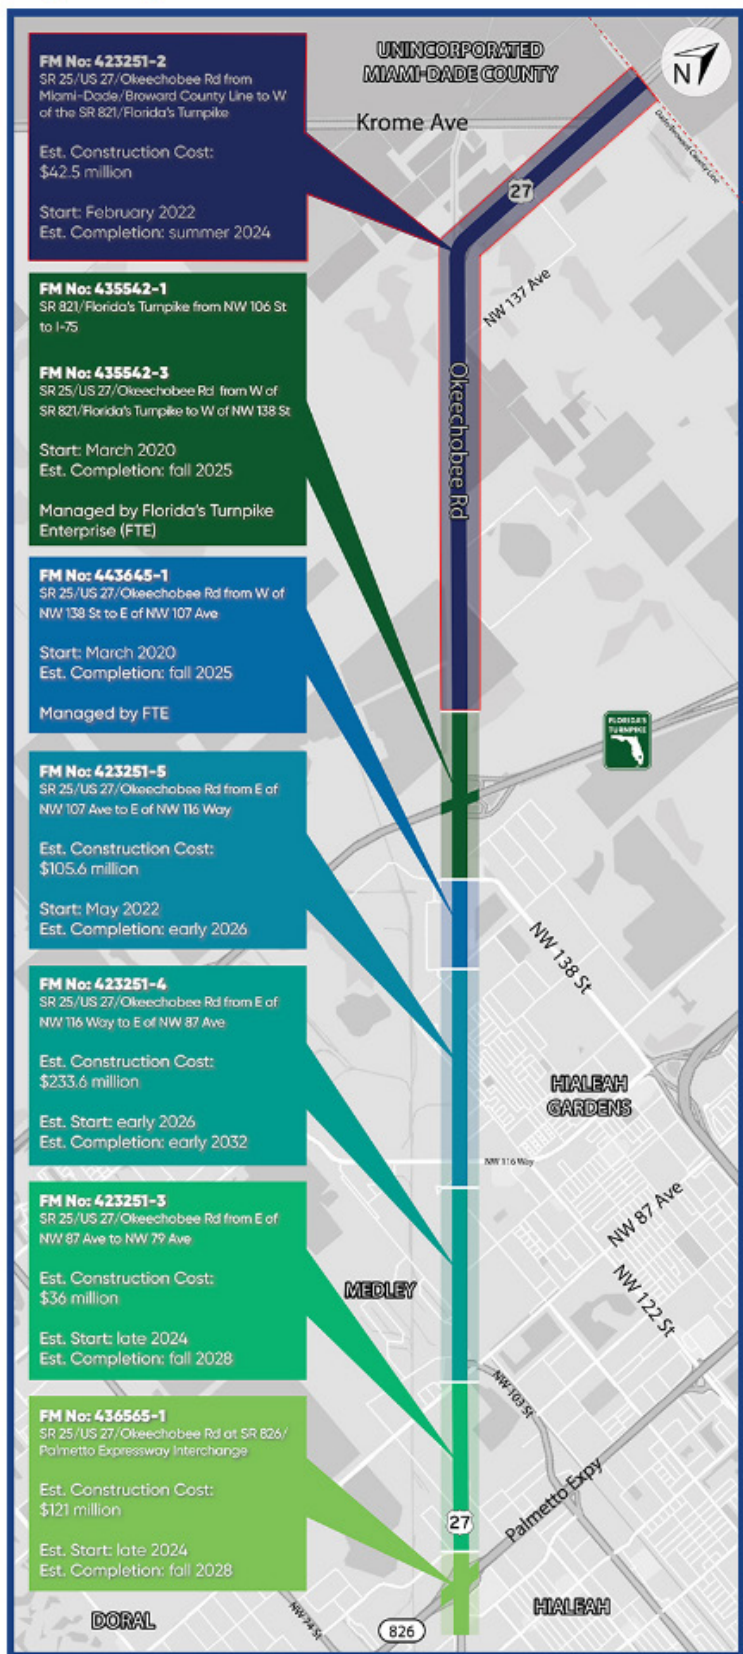 FM No: 423251-2
SR 25/US 27/Okeechobee Rd from
Miami-Dade/Broward County Line to W
of the SR 821/Florida's Turnpike
Est. Construction Cost:
$42.5 million
Start: February 2022
Est. Completion: summer 2024
FM No: 435542-1
SR 821/Florida's Turnpike from NW 106 St
to I-75
FM No: 435542-3
SR 25/US 27/Okeechobee Rd from W of
SR 821/Florida's Turnpike to W of NW 138 St
Start: March 2020
Est. Completion: fall 2025
Managed by Florida's Turnpike
Enterprise (FTE)
FM No: 443645-1
SR 25/US 27/Okeechobee Rd from W of
NW 138 St to E of NW 107 Ave
Start: March 2020
Est. Completion: fall 2025
Managed by FTE
FM No: 423251-5
SR 25/US 27/Okeechobee Rd from E of
NW 107 Ave to E of NW 116 Way
Est. Construction Cost:
$105.6 million
Start: May 2022
Est. Completion: early 2026
FM No: 423251-4
SR 25/US 27/Okeechobee Rd from E of
NW 116 Way to E of NW 87 Ave
Est. Construction Cost:
$233.6 million
Est. Start: early 2026
Est. Completion: early 2032
FM No: 423251-3
SR 25/US 27/Okeechobee Rd from E of
NW 87 Ave to NW 79 Ave
Est. Construction Cost:
$36 million
Est. Start: late 2024
Est. Completion: fall 2028
FM No: 436565-1
SR 25/US 27/Okeechobee Rd at SR 826/
Palmetto Expressway Interchange
Est. Construction Cost:
$121 million
Est. Start: late 2024
Est. Completion: fall 2028
UNINCORPORATED
MIAMI-DADE COUNTY
N
Krome Ave
Dade/Broward County Line
27
NW 137 Ave
Okeechobee Rd
FLORIDA'S
TURNPIKE
NW 138 St
HIALEAH
GARDENS
NW 116 Way
NW 87 Ave
MEDLEY
NW 122 St
NW 103 St
Palmetto Expy
27
DORAL
NW 74 St
826
HIALEAH